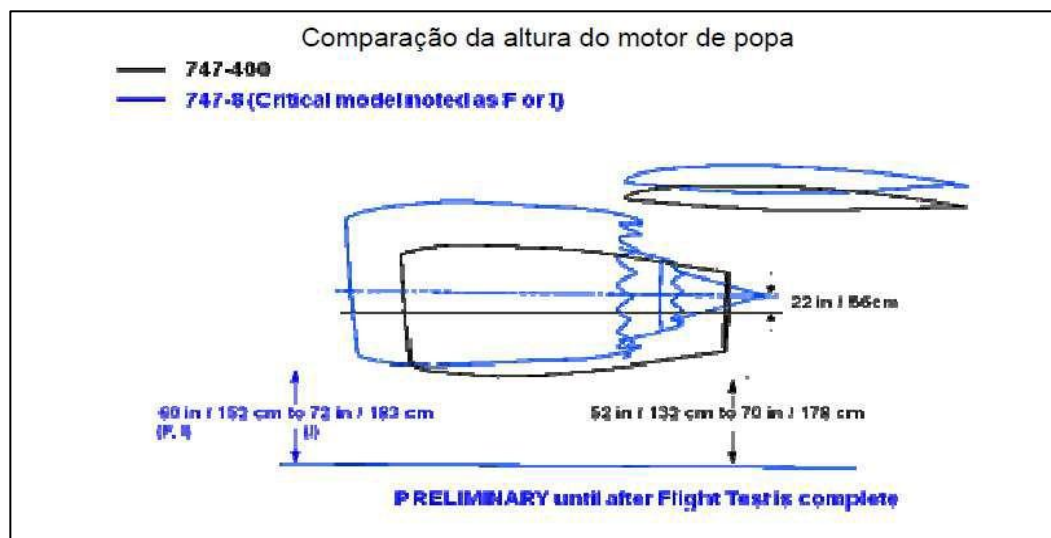 Comparação da altura do motor de popa
747-400
747-8 (Critical model noted as F or I)
22 in / 56cm
60 in / 152 cm to 72 in / 183 cm
52 in / 132 cm to 70 in / 178 cm
(F, I)
(I)
PRELIMINARY until after Flight Test is complete